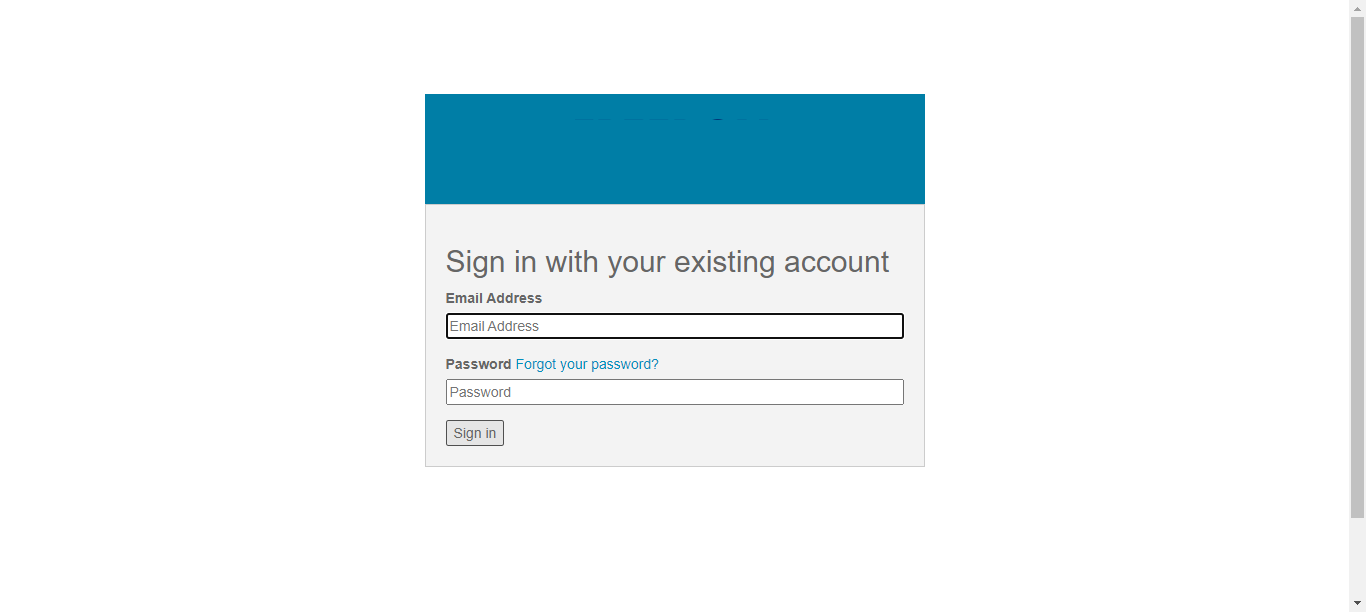 Sign in with your existing account
Email Address
Email Address
Password Forgot your password?
Password
Sign in